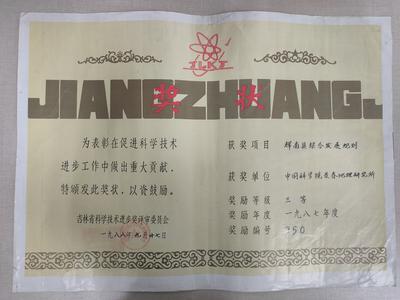 JLKJ
JIANGZHUANGJ
奖 状
为表彰在促进科学技术
进步工作中做出重大贡献，
特颁发此奖状，以资鼓励。
吉林省科学技术进步奖评审委员会
一九八八年九月廿七日
获奖项目 辉南县综合发展规划
获奖单位 中国科学院长春地理研究所
奖励等级 三等
奖励年度 一九八七年度
奖励编号 250